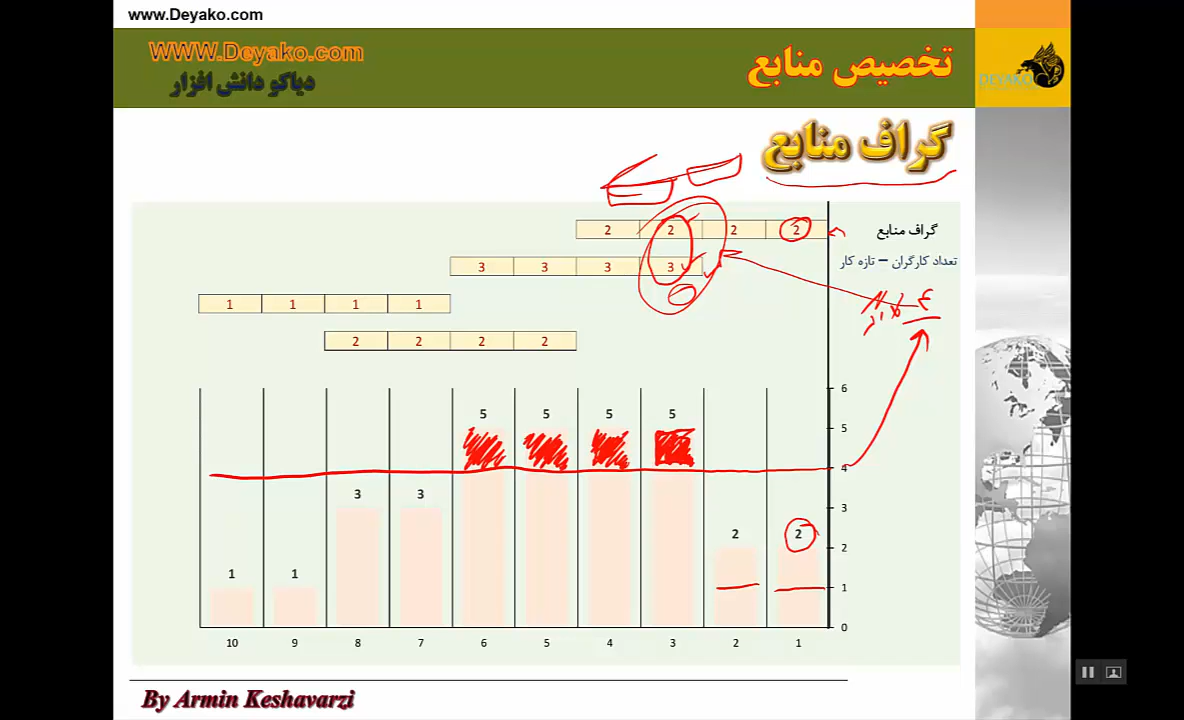 www.Deyako.com
WWW.Deyako.com
دیاکو دانش افزار
تخصیص منابع
DEYAKO
گراف منابع
گراف منابع
تعداد کارگران – تازه کار
2 2 2 2
3 3 3 3
1 1 1 1
2 2 2 2
6
5 5 5 5 5
4
3 3 3
2 2 2
1 1 1
0
10 9 8 7 6 5 4 3 2 1
By Armin Keshavarzi